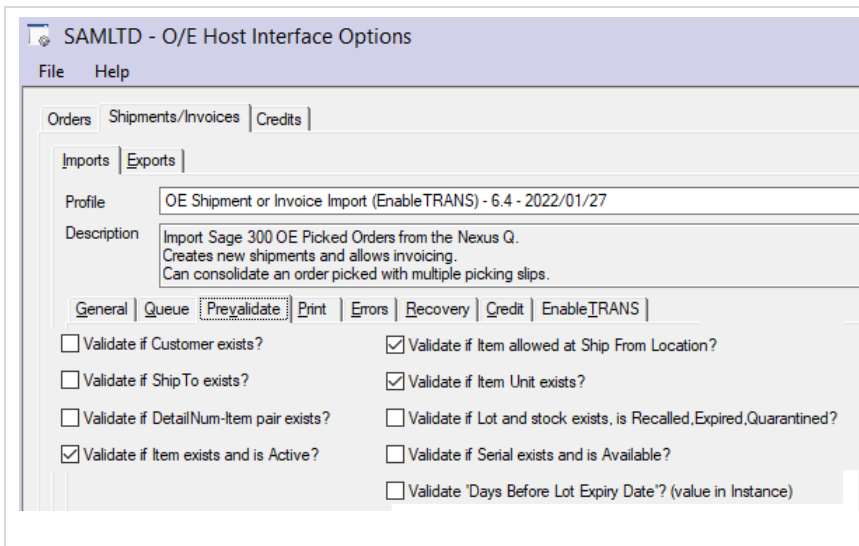 SAMLTD - O/E Host Interface Options
File Help
Orders Shipments/Invoices Credits
Imports Exports
Profile OE Shipment or Invoice Import (EnableTRANS) - 6.4 - 2022/01/27
Description Import Sage 300 OE Picked Orders from the Nexus Q.
Creates new shipments and allows invoicing.
Can consolidate an order picked with multiple picking slips.
General Queue Prevalidate Print Errors Recovery Credit EnableTRANS
Validate if Customer exists? Validate if Item allowed at Ship From Location?
Validate if ShipTo exists? Validate if Item Unit exists?
Validate if DetailNum-Item pair exists? Validate if Lot and stock exists, is Recalled,Expired,Quarantined?
Validate if Item exists and is Active? Validate if Serial exists and is Available?
Validate 'Days Before Lot Expiry Date'? (value in Instance)